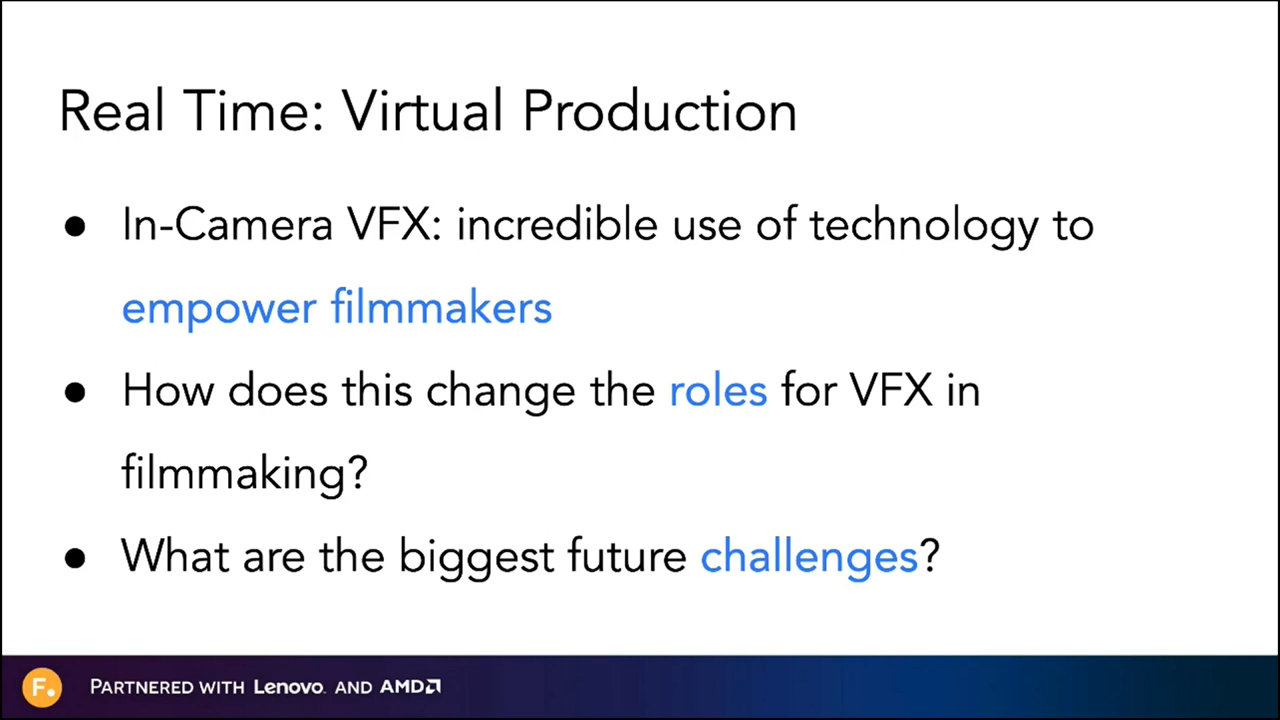 Real Time: Virtual Production
● In-Camera VFX: incredible use of technology to
empower filmmakers
● How does this change the roles for VFX in
filmmaking?
● What are the biggest future challenges?
F. PARTNERED WITH Lenovo. AND AMD